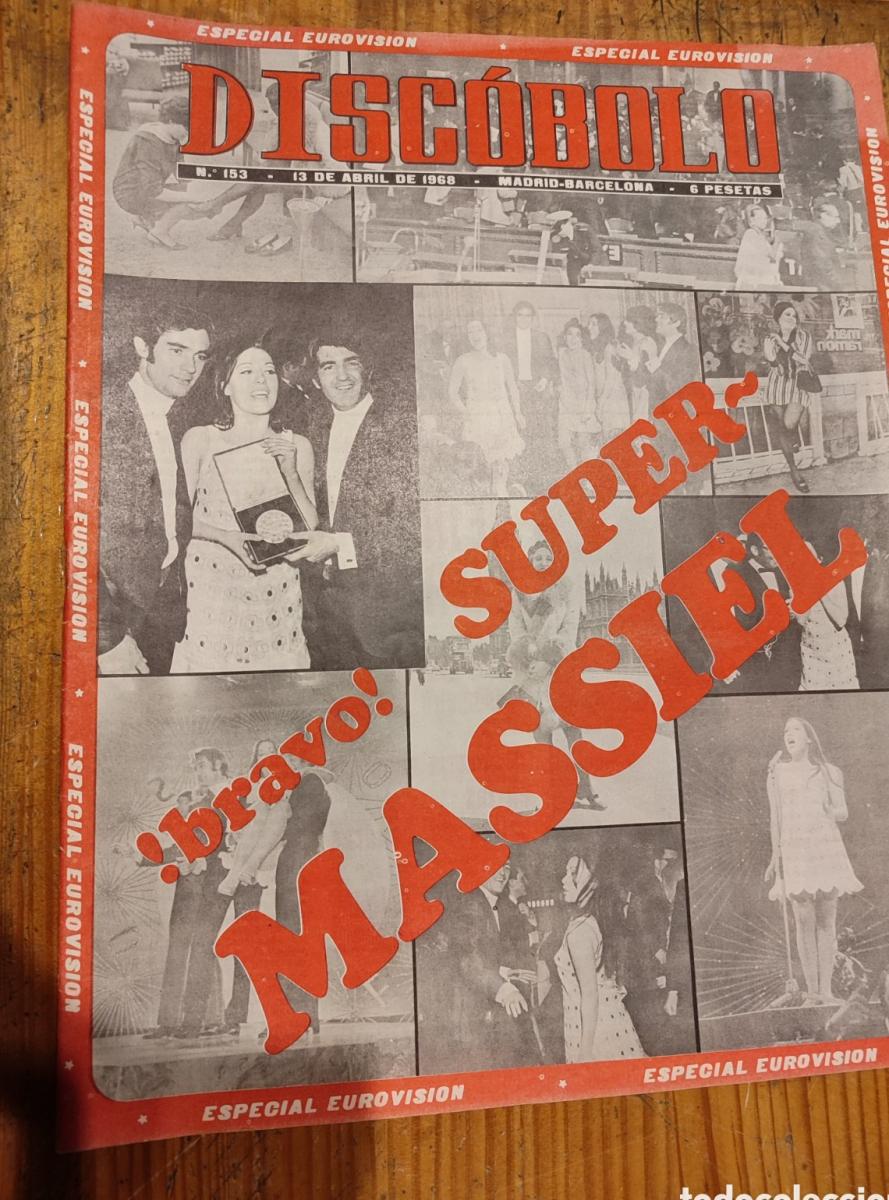 ESPECIAL EUROVISION * ESPECIAL EUROVISION *
DISCÓBOLO
N.º 153 - 13 DE ABRIL DE 1968 - MADRID-BARCELONA - 6 PESETAS
SUPER-
MASSIEL
¡bravo!
ESPECIAL EUROVISION * ESPECIAL EUROVISION * ESPECIAL EUROVISION *
ESPECIAL EUROVISION
* ESPECIAL EUROVISION * ESPECIAL EUROVISION